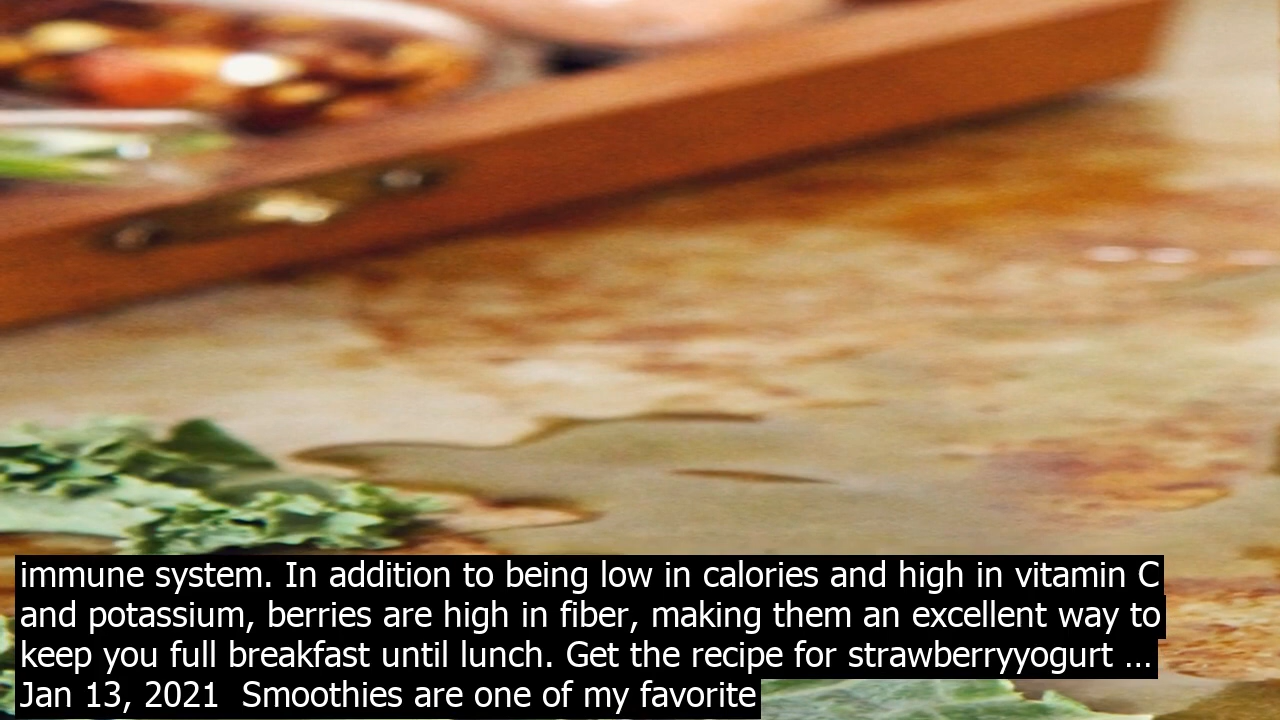 immune system. In addition to being low in calories and high in vitamin C
and potassium, berries are high in fiber, making them an excellent way to
keep you full breakfast until lunch. Get the recipe for strawberryyogurt ...
Jan 13, 2021  Smoothies are one of my favorite